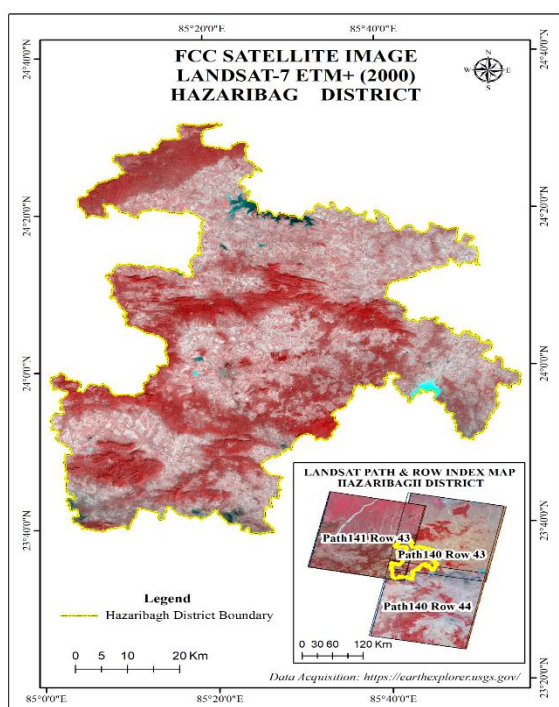 85°20'0"E 85°40'0"E
FCC SATELLITE IMAGE
LANDSAT-7 ETM+ (2000)
HAZARIBAG DISTRICT
N
W E
S
24°40'0"N 24°40'0"N
24°20'0"N 24°20'0"N
24°0'0"N 24°0'0"N
23°40'0"N 23°40'0"N
23°20'0"N
LANDSAT PATH & ROW INDEX MAP
HAZARIBAGH DISTRICT
Path141 Row 43
Path140 Row 43
Path140 Row 44
0 30 60 120 Km
Legend
Hazaribagh District Boundary
0 5 10 20 Km
Data Acquisition: https://earthexplorer.usgs.gov/
85°0'0"E 85°20'0"E 85°40'0"E